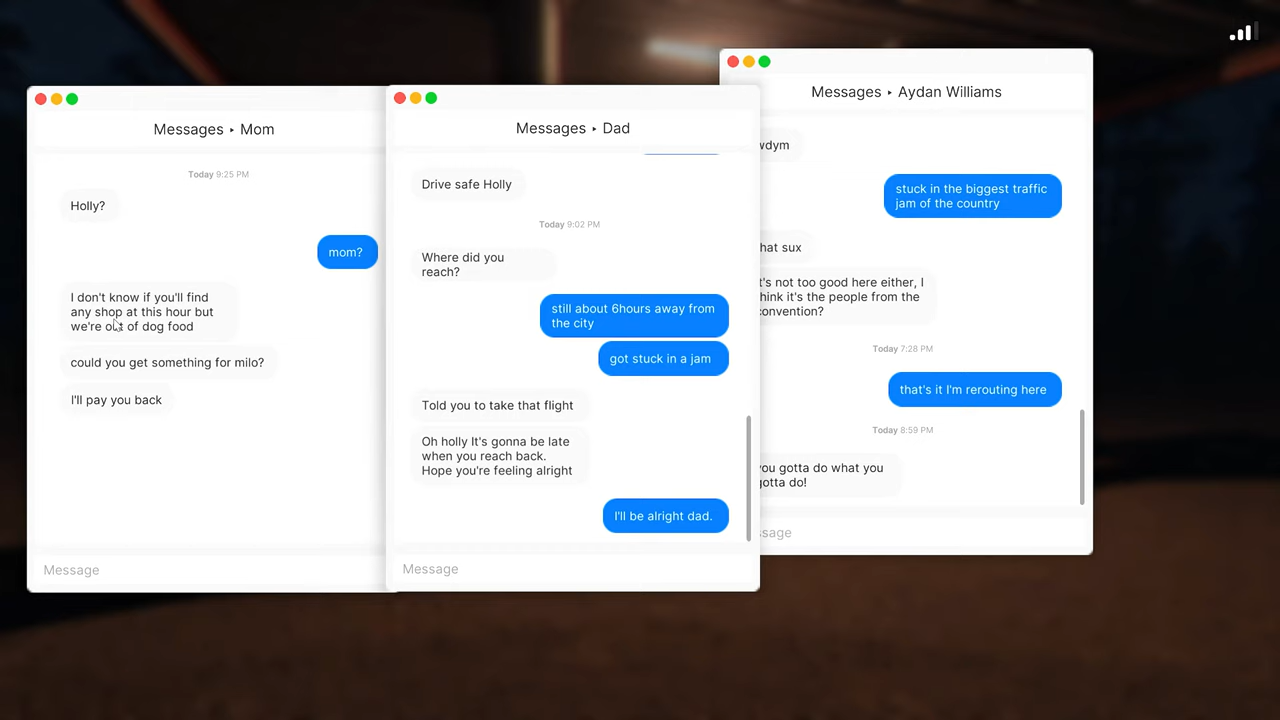 Messages ▸ Mom
Today 9:25 PM
Holly?
mom?
I don't know if you'll find
any shop at this hour but
we're out of dog food
could you get something for milo?
I'll pay you back
Message
Messages ▸ Dad
Drive safe Holly
Today 9:02 PM
Where did you
reach?
still about 6hours away from
the city
got stuck in a jam
Told you to take that flight
Oh holly It's gonna be late
when you reach back.
Hope you're feeling alright
I'll be alright dad.
Message
Messages ▸ Aydan Williams
wdym
stuck in the biggest traffic
jam of the country
hat sux
t's not too good here either, I
hink it's the people from the
convention?
Today 7:28 PM
that's it I'm rerouting here
Today 8:59 PM
you gotta do what you
gotta do!
ssage